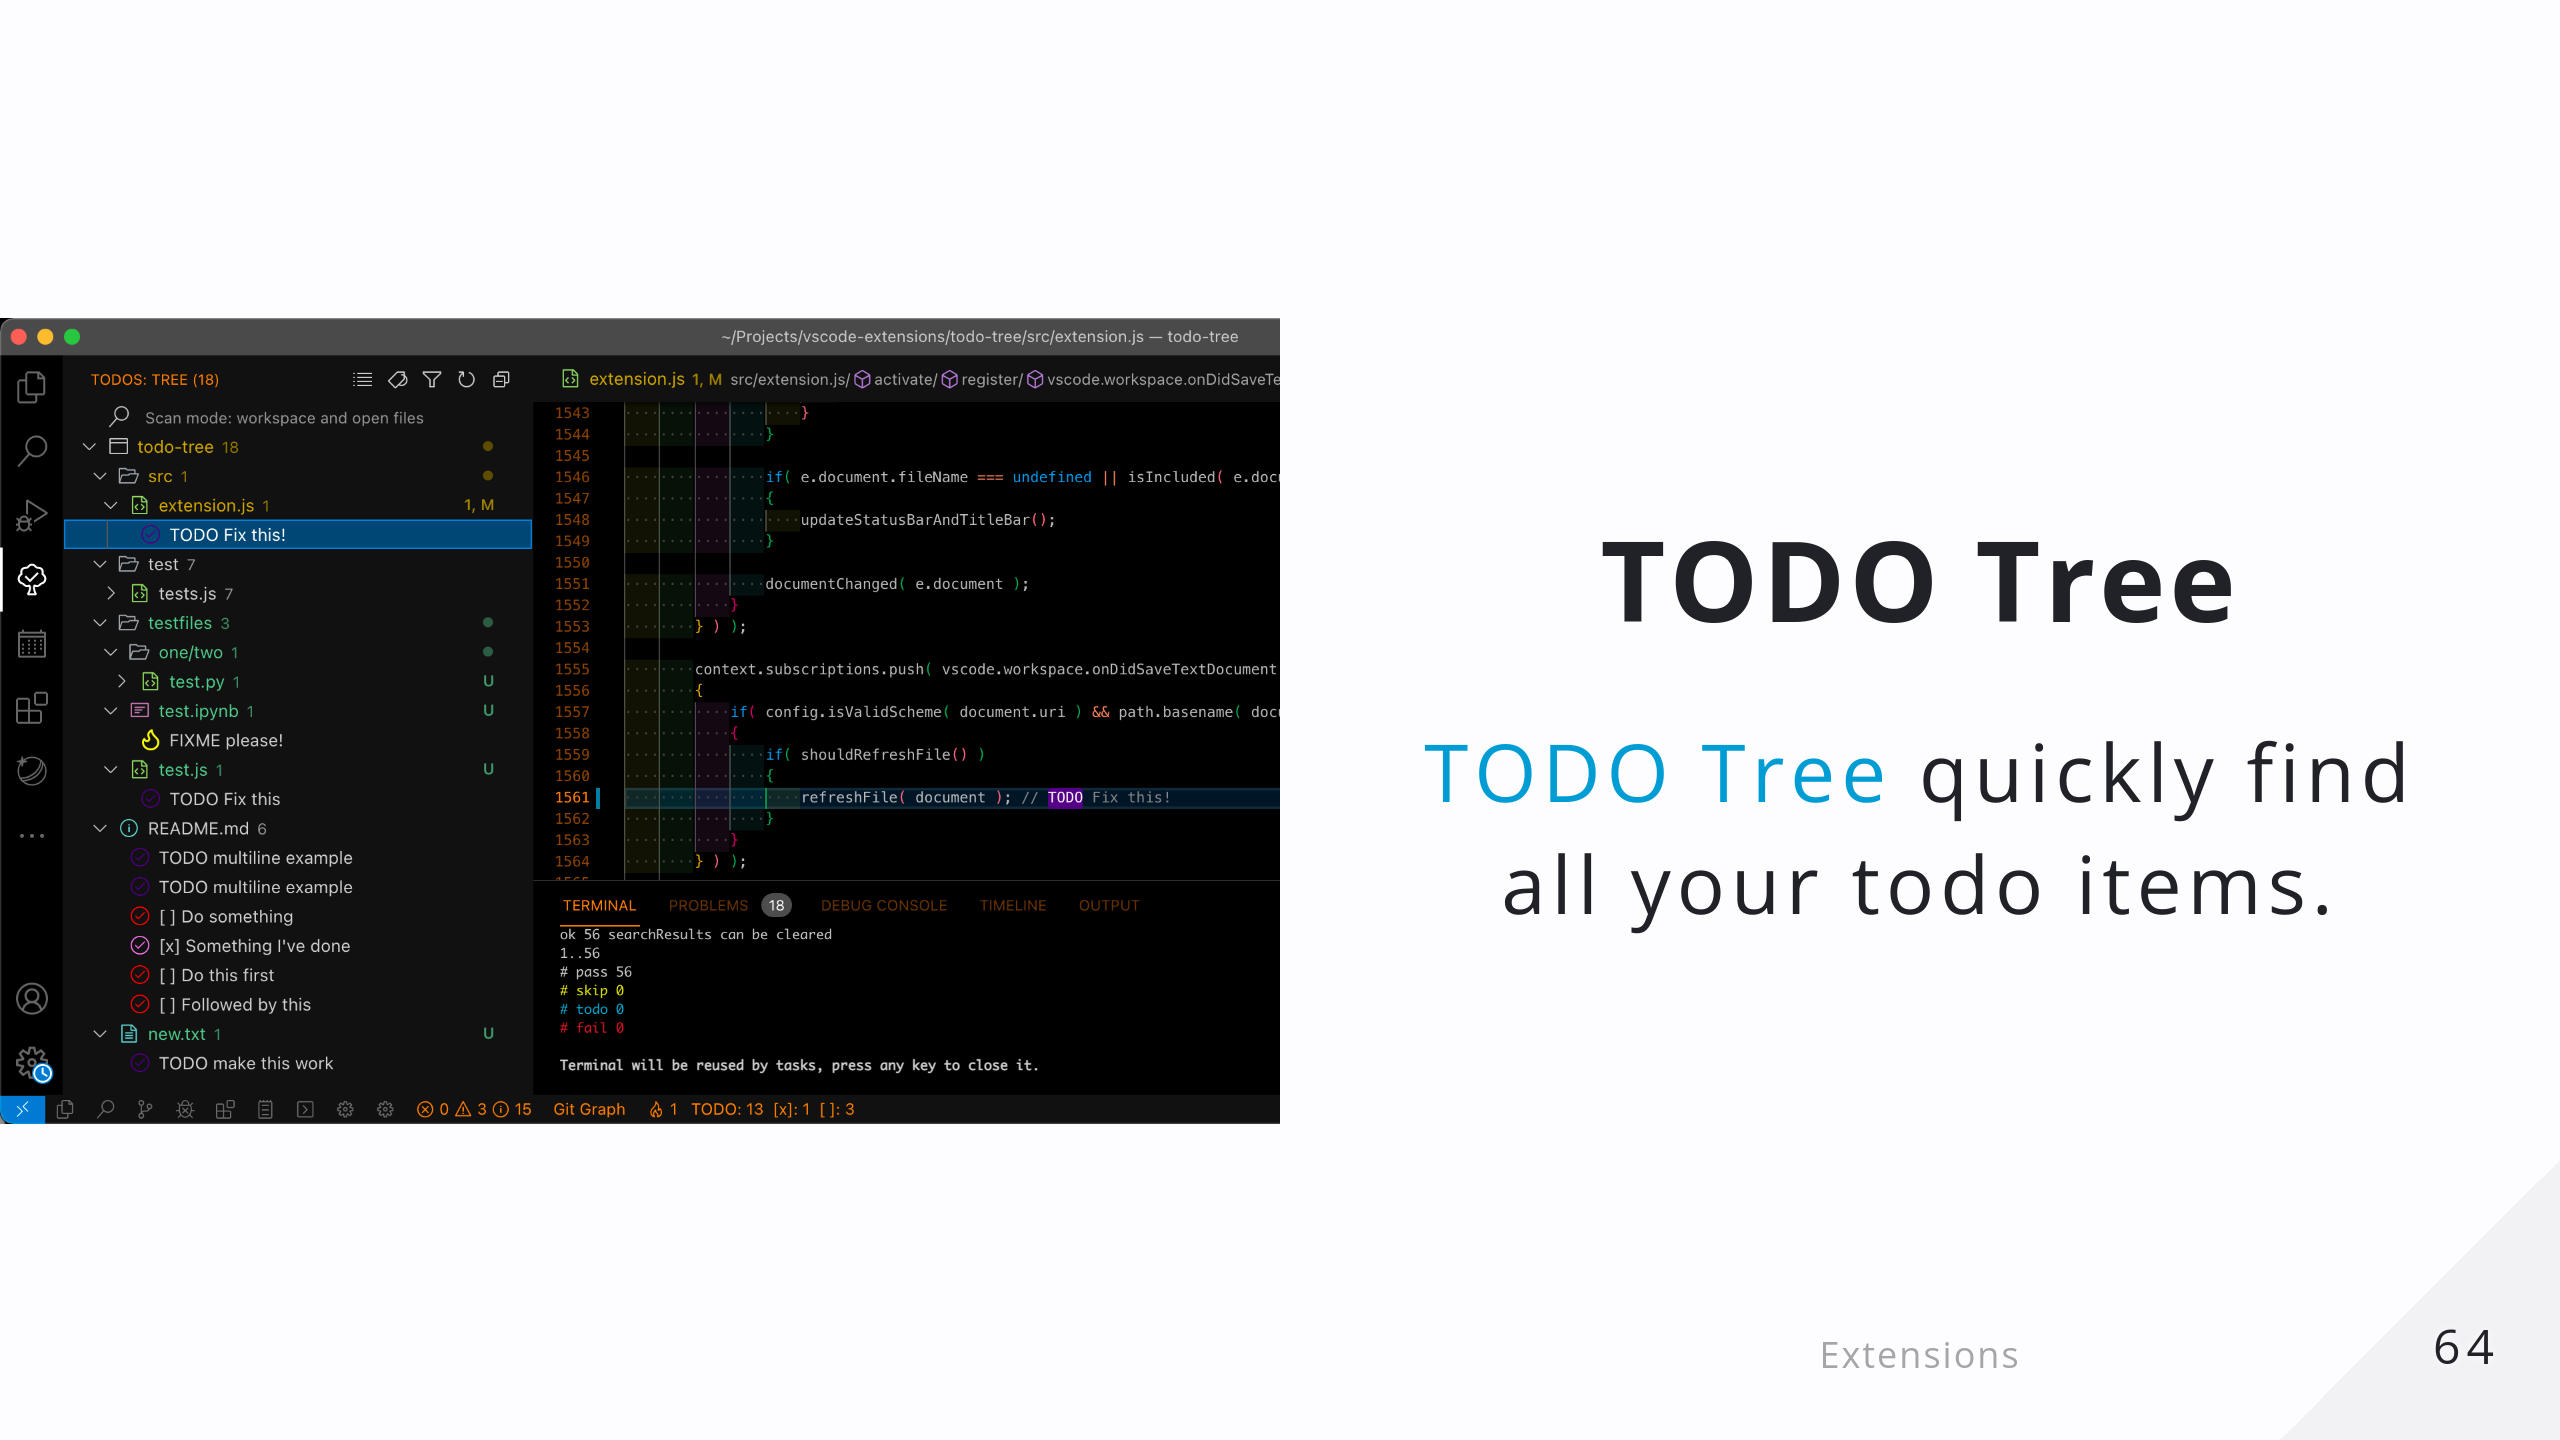 ~/Projects/vscode-extensions/todo-tree/src/extension.js — todo-tree
TODOS: TREE (18)
Scan mode: workspace and open files
todo-tree 18
src 1
extension.js 1 1, M
TODO Fix this!
test 7
tests.js 7
testfiles 3
one/two 1
test.py 1 U
test.ipynb 1 U
FIXME please!
test.js 1 U
TODO Fix this
README.md 6
TODO multiline example
TODO multiline example
[ ] Do something
[x] Something I've done
[ ] Do this first
[ ] Followed by this
new.txt 1 U
TODO make this work
extension.js 1, M src/extension.js/ activate/ register/ vscode.workspace.onDidSaveTe
1543 }
1544 }
1545
1546 if( e.document.fileName === undefined || isIncluded( e.docu
1547 {
1548 updateStatusBarAndTitleBar();
1549 }
1550
1551 documentChanged( e.document );
1552 }
1553 } ) );
1554
1555 context.subscriptions.push( vscode.workspace.onDidSaveTextDocument
1556 {
1557 if( config.isValidScheme( document.uri ) && path.basename( docu
1558 {
1559 if( shouldRefreshFile() )
1560 {
1561 refreshFile( document ); // TODO Fix this!
1562 }
1563 }
1564 } ) );
TERMINAL PROBLEMS 18 DEBUG CONSOLE TIMELINE OUTPUT
ok 56 searchResults can be cleared
1..56
# pass 56
# skip 0
# todo 0
# fail 0
Terminal will be reused by tasks, press any key to close it.
0 3 15 Git Graph 1 TODO: 13 [x]: 1 [ ]: 3
TODO Tree
TODO Tree quickly find
all your todo items.
Extensions
64